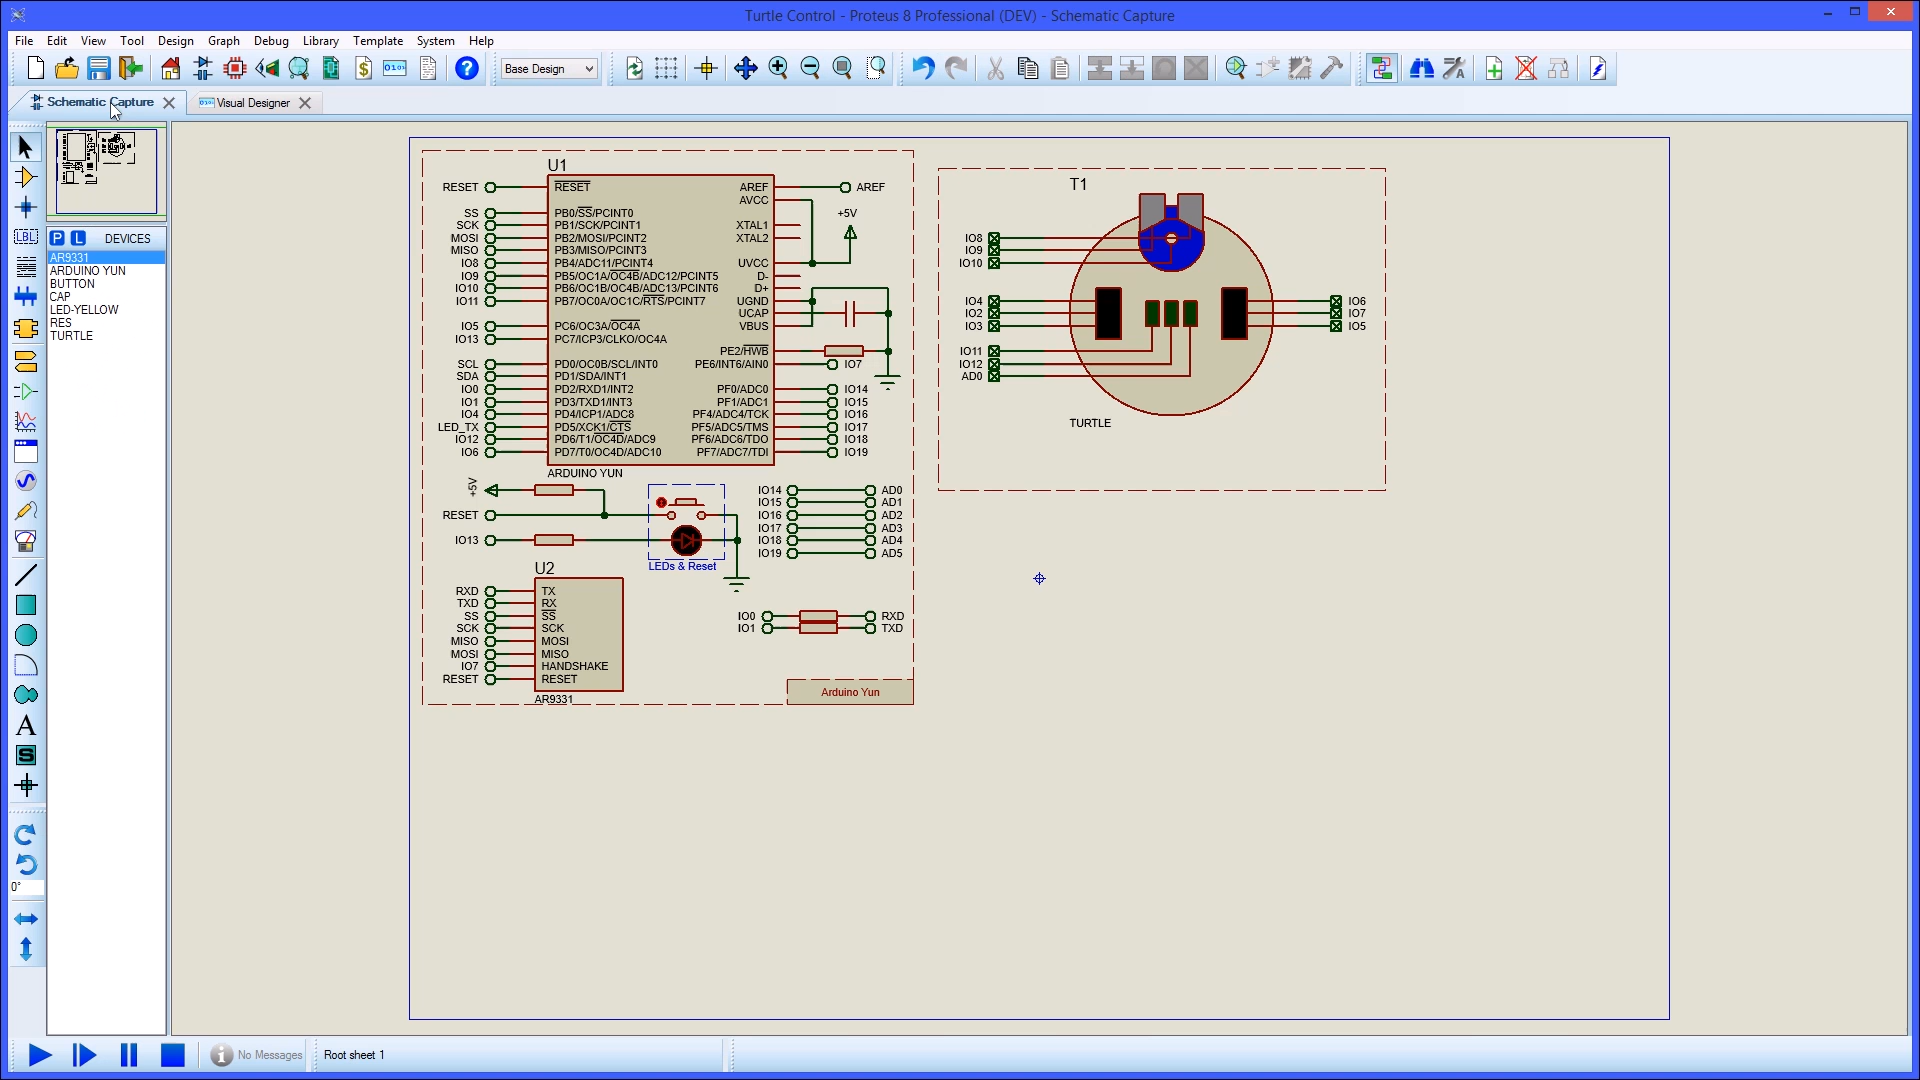 Turtle Control - Proteus 8 Professional (DEV) - Schematic Capture
File Edit View Tool Design Graph Debug Library Template System Help
Base Design
Schematic Capture Visual Designer
P L DEVICES
AR9331
ARDUINO YUN
BUTTON
CAP
LED-YELLOW
RES
TURTLE
LBL
A
S
0°
U1
RESET RESET AREF AREF
AVCC
SS PB0/SS/PCINT0 +5V
SCK PB1/SCK/PCINT1 XTAL1
MOSI PB2/MOSI/PCINT2 XTAL2
MISO PB3/MISO/PCINT3
IO8 PB4/ADC11/PCINT4 UVCC
IO9 PB5/OC1A/OC4B/ADC12/PCINT5 D-
IO10 PB6/OC1B/OC4B/ADC13/PCINT6 D+
IO11 PB7/OC0A/OC1C/RTS/PCINT7 UGND
UCAP
IO5 PC6/OC3A/OC4A VBUS
IO13 PC7/ICP3/CLKO/OC4A
PE2/HWB
SCL PD0/OC0B/SCL/INT0 PE6/INT6/AIN0 IO7
SDA PD1/SDA/INT1
IO0 PD2/RXD1/INT2 PF0/ADC0 IO14
IO1 PD3/TXD1/INT3 PF1/ADC1 IO15
IO4 PD4/ICP1/ADC8 PF4/ADC4/TCK IO16
LED_TX PD5/XCK1/CTS PF5/ADC5/TMS IO17
IO12 PD6/T1/OC4D/ADC9 PF6/ADC6/TDO IO18
IO6 PD7/T0/OC4D/ADC10 PF7/ADC7/TDI IO19
ARDUINO YUN
+5V
RESET
IO13
LEDs & Reset
IO14 AD0
IO15 AD1
IO16 AD2
IO17 AD3
IO18 AD4
IO19 AD5
U2
RXD TX
TXD RX
SS SS
SCK SCK
MISO MOSI
MOSI MISO
IO7 HANDSHAKE
RESET RESET
AR9331
IO0 RXD
IO1 TXD
Arduino Yun
T1
IO8
IO9
IO10
IO4 IO6
IO2 IO7
IO3 IO5
IO11
IO12
AD0
TURTLE
No Messages Root sheet 1